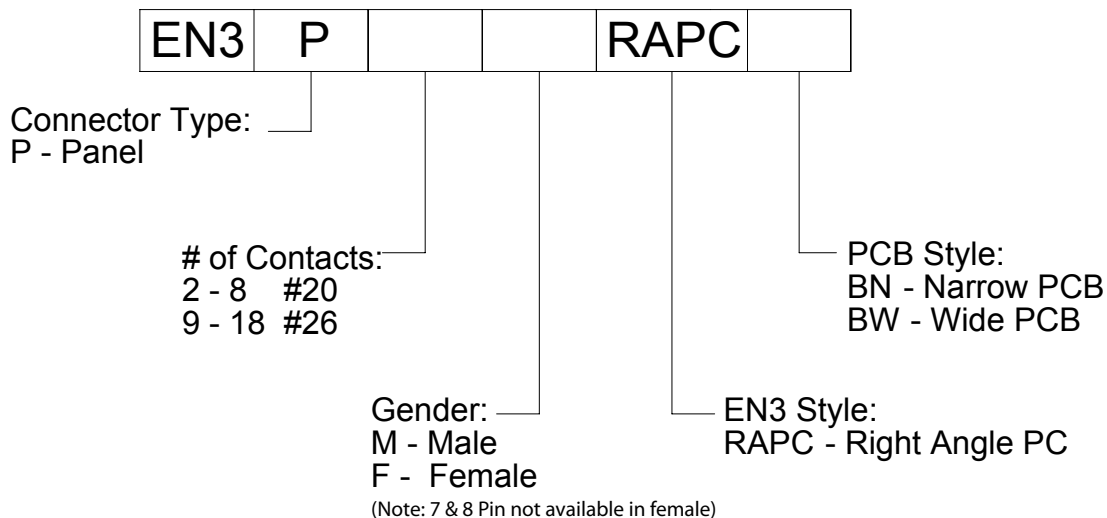 EN3 P RAPC
Connector Type:
P - Panel
# of Contacts:
2 - 8 #20
9 - 18 #26
PCB Style:
BN - Narrow PCB
BW - Wide PCB
Gender:
M - Male
F - Female
(Note: 7 & 8 Pin not available in female)
EN3 Style:
RAPC - Right Angle PC